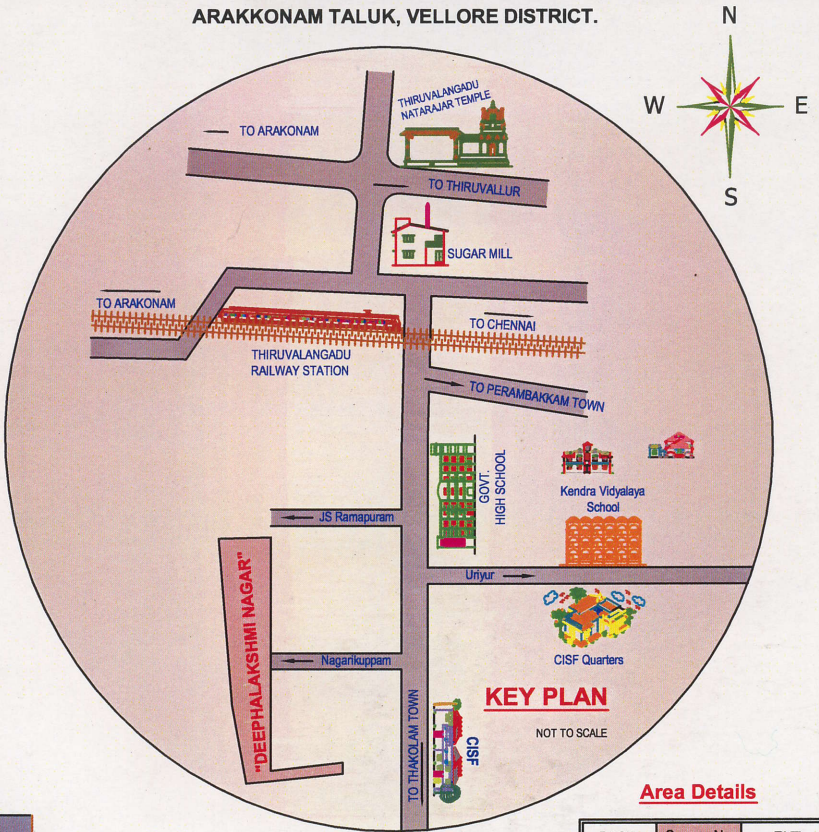 ARAKKONAM TALUK, VELLORE DISTRICT.
N
W
E
S
THIRUVALANGADU
NATARAJAR TEMPLE
TO ARAKONAM
TO THIRUVALLUR
SUGAR MILL
TO ARAKONAM
TO CHENNAI
THIRUVALANGADU
RAILWAY STATION
TO PERAMBAKKAM TOWN
GOVT.
HIGH SCHOOL
Kendra Vidyalaya
School
JS Ramapuram
Uriyur
"DEEPHALAKSHMI NAGAR"
Nagarikuppam
CISF Quarters
KEY PLAN
NOT TO SCALE
TO THAKOLAM TOWN
CISF
Area Details